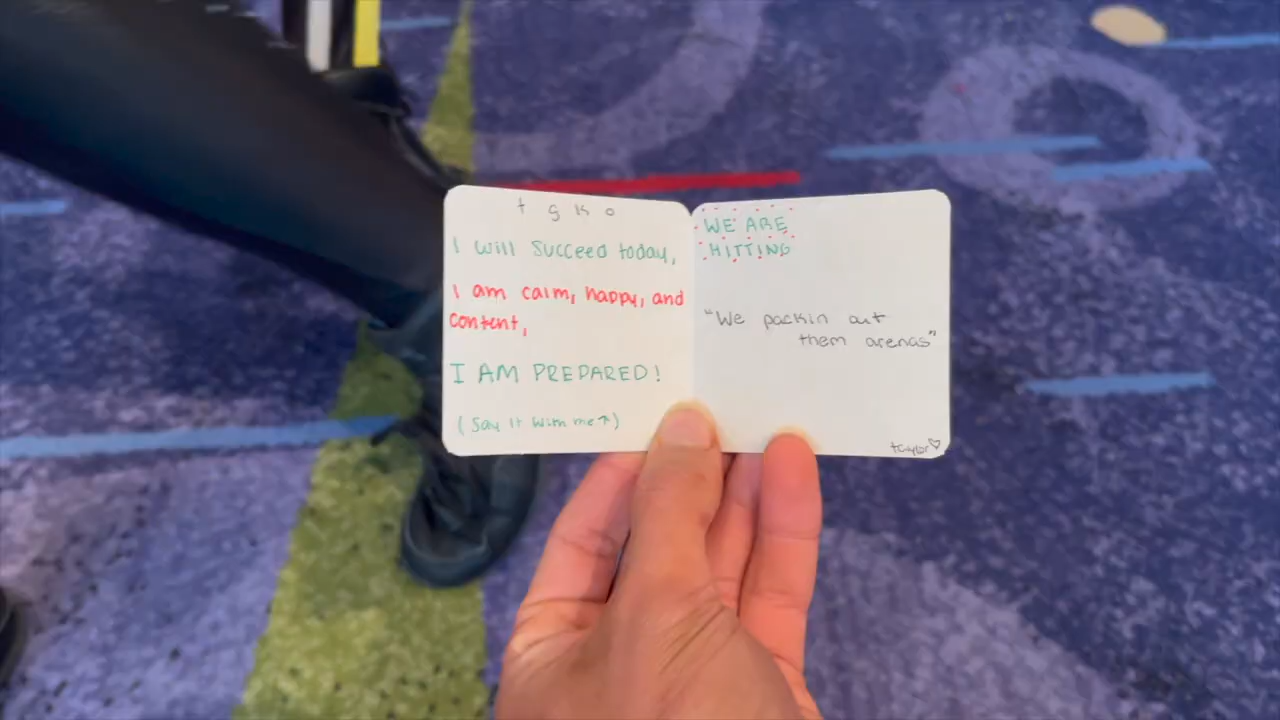 t g k o
I will succeed today,
I am calm, happy, and
content,
I AM PREPARED!
(Say It With me ↑)
WE ARE
HITTING
"We packin out
them arenas"
taylor♡